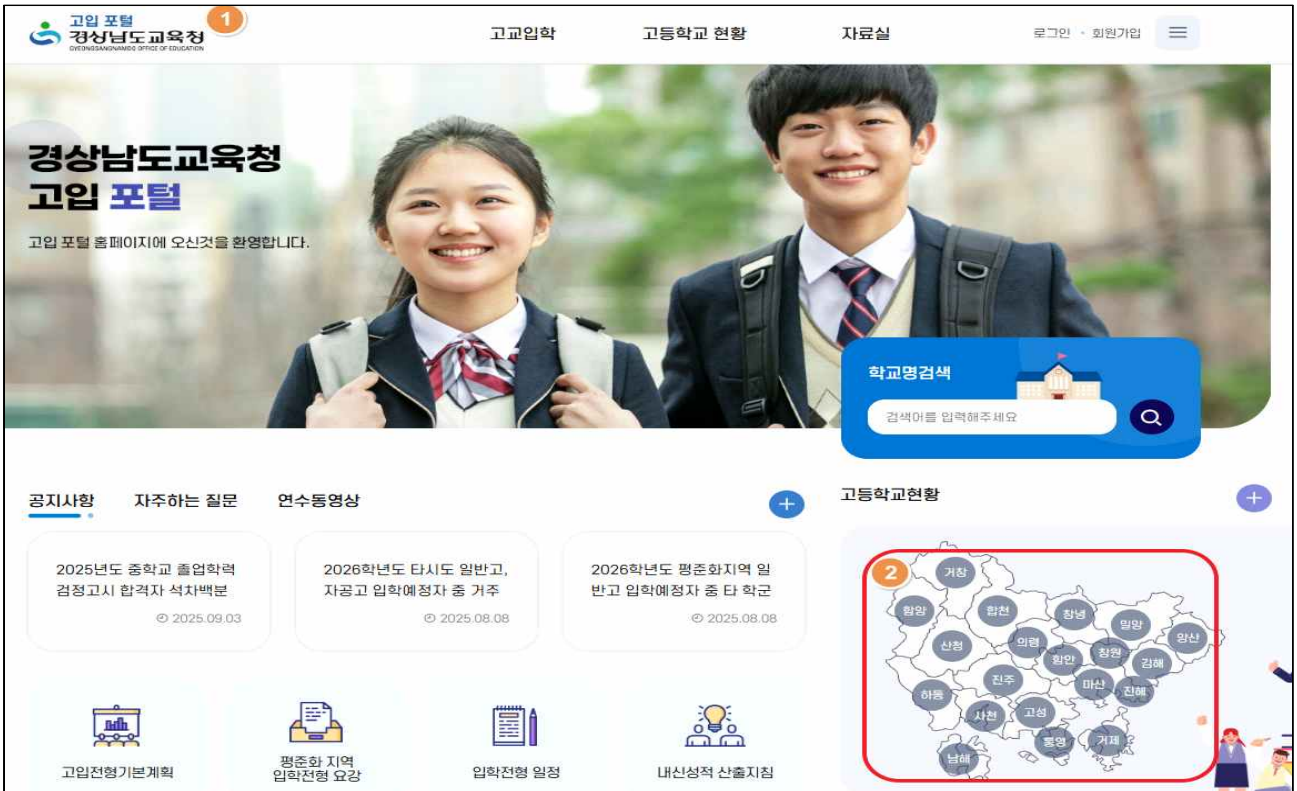 고입 포털
경상남도교육청
GYEONGSANGNAMDO OFFICE OF EDUCATION
1
고교입학
고등학교 현황
자료실
로그인
회원가입
경상남도교육청
고입 포털
고입 포털 홈페이지에 오신것을 환영합니다.
학교명검색
검색어를 입력해주세요
공지사항
자주하는 질문
연수동영상
+
고등학교현황
+
2025년도 중학교 졸업학력
검정고시 합격자 석차백분
2025.09.03
2026학년도 타시도 일반고,
자공고 입학예정자 중 거주
2025.08.08
2026학년도 평준화지역 일
반고 입학예정자 중 타 학군
2025.08.08
2
거창
함양
합천
창녕
밀양
양산
산청
의령
함안
창원
김해
하동
진주
마산
진해
사천
고성
통영
거제
남해
고입전형기본계획
평준화 지역
입학전형 요강
입학전형 일정
내신성적 산출지침